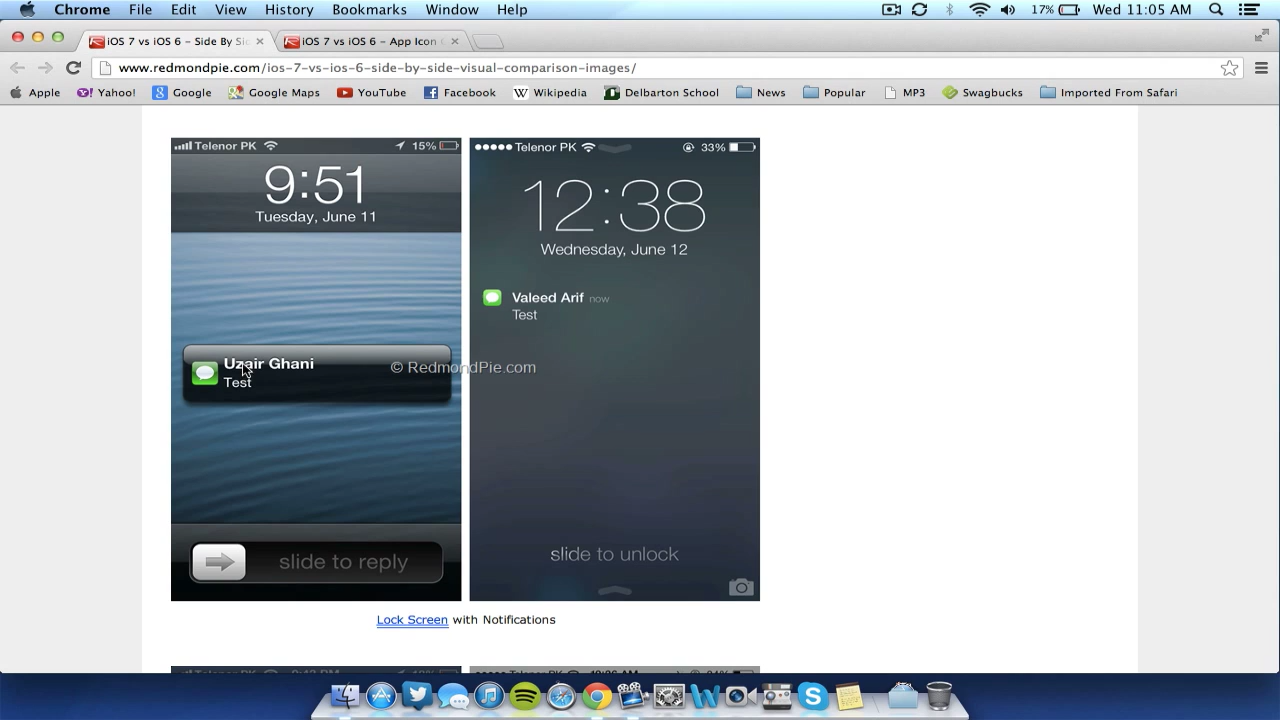 Chrome File Edit View History Bookmarks Window Help 17% Wed 11:05 AM
iOS 7 vs iOS 6 – Side By Si iOS 7 vs iOS 6 – App Icon
www.redmondpie.com/ios-7-vs-ios-6-side-by-side-visual-comparison-images/
Apple Yahoo! Google Google Maps YouTube Facebook Wikipedia Delbarton School News Popular MP3 Swagbucks Imported From Safari
Telenor PK 15%
9:51
Tuesday, June 11
Uzair Ghani
Test
slide to reply
Telenor PK 33%
12:38
Wednesday, June 12
Valeed Arif now
Test
slide to unlock
© RedmondPie.com
Lock Screen with Notifications